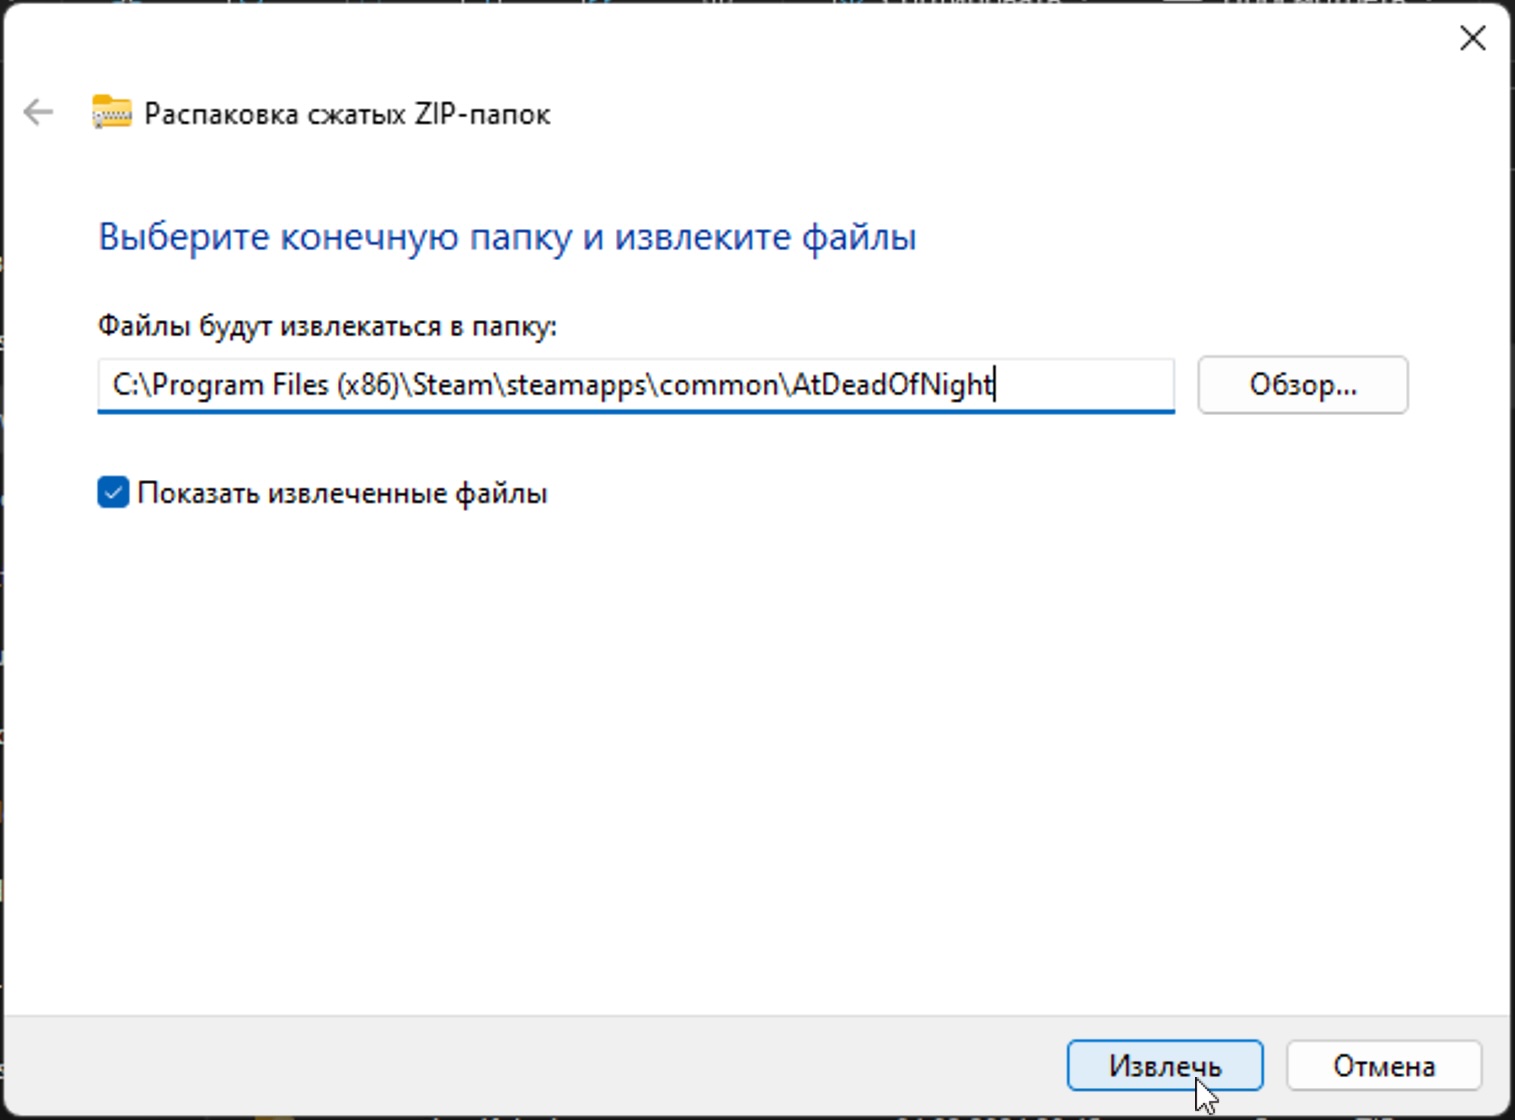 Распаковка сжатых ZIP-папок
Выберите конечную папку и извлеките файлы
Файлы будут извлекаться в папку:
C:\Program Files (x86)\Steam\steamapps\common\AtDeadOfNight
Обзор...
Показать извлеченные файлы
Извлечь
Отмена